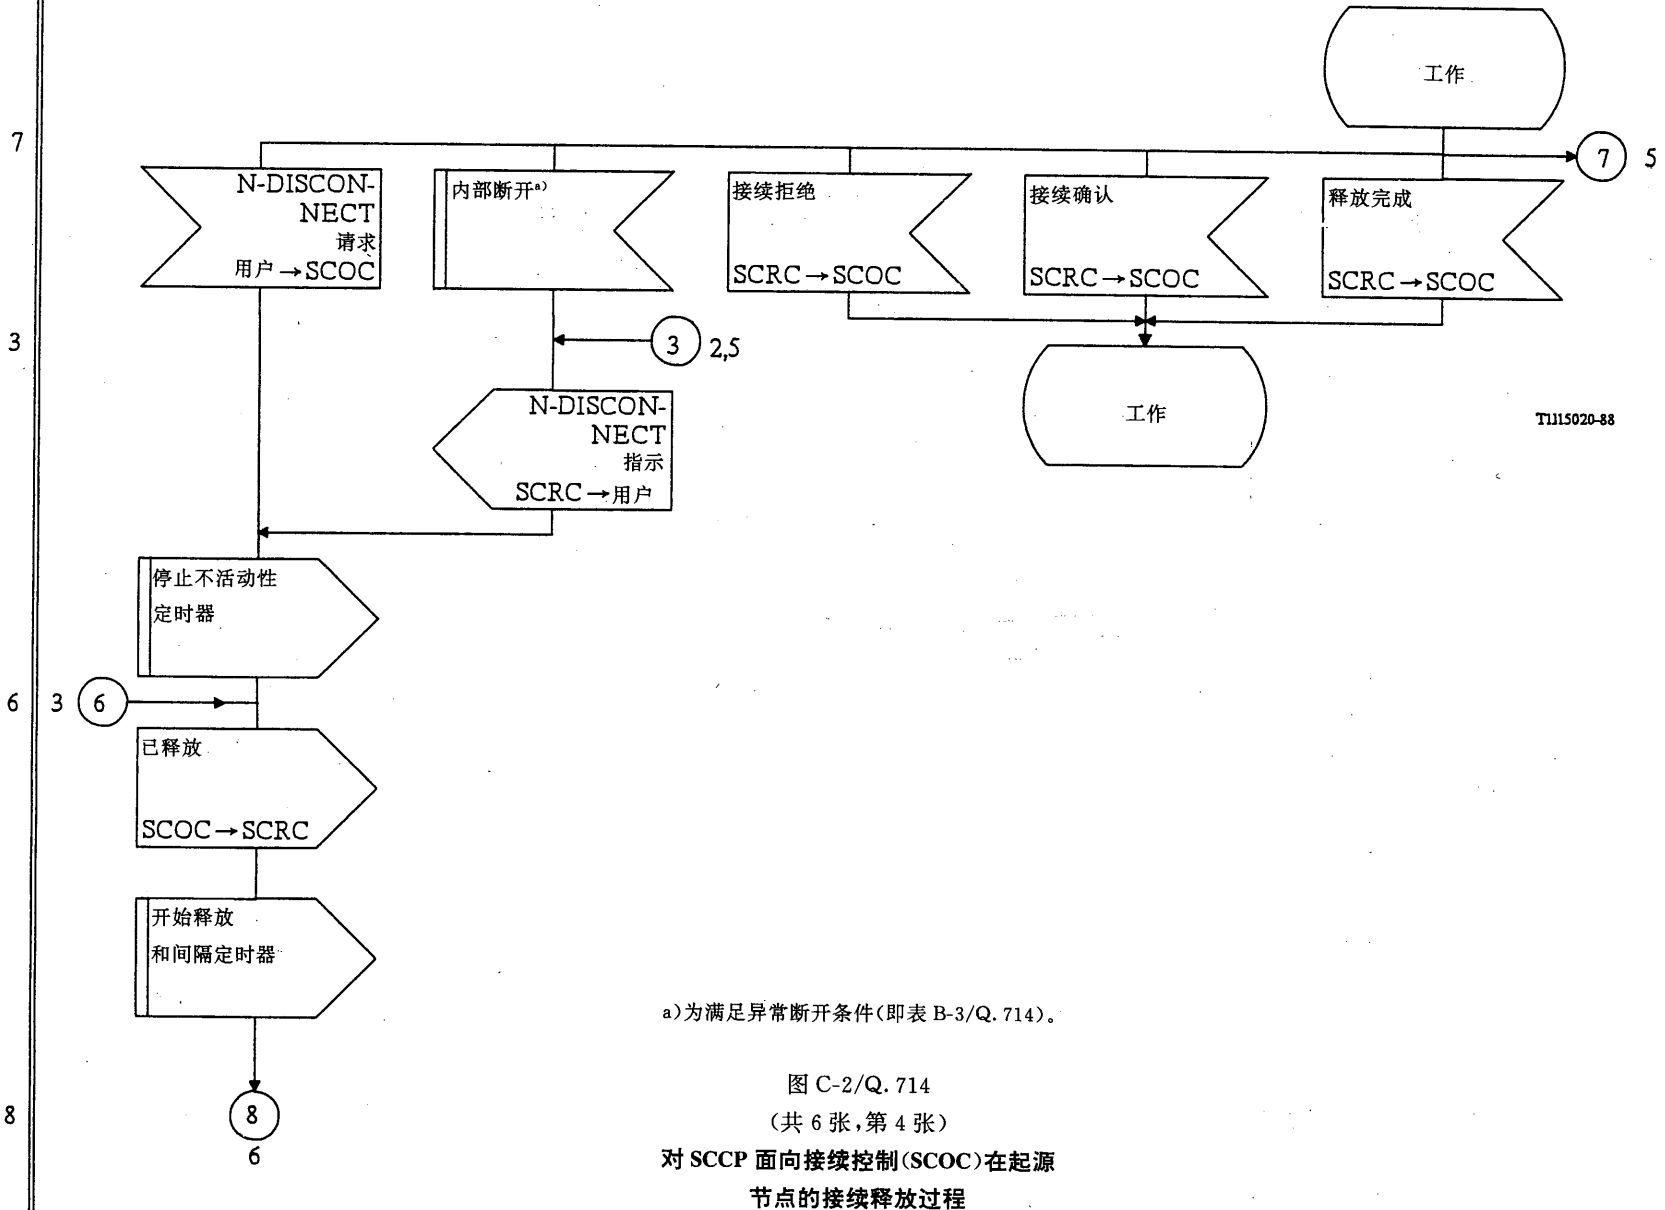 工作
7
7
5
N-DISCON-
NECT
请求
用户→SCOC
内部断开a)
接续拒绝
SCRC→SCOC
接续确认
SCRC→SCOC
释放完成
SCRC→SCOC
3
3
2,5
N-DISCON-
NECT
指示
SCRC→用户
工作
T1115020-88
停止不活动性
定时器
6
3
6
已释放
SCOC→SCRC
开始释放
和间隔定时器
8
8
6
a)为满足异常断开条件(即表 B-3/Q.714)。
图 C-2/Q.714
(共 6 张,第 4 张)
对 SCCP 面向接续控制(SCOC)在起源
节点的接续释放过程